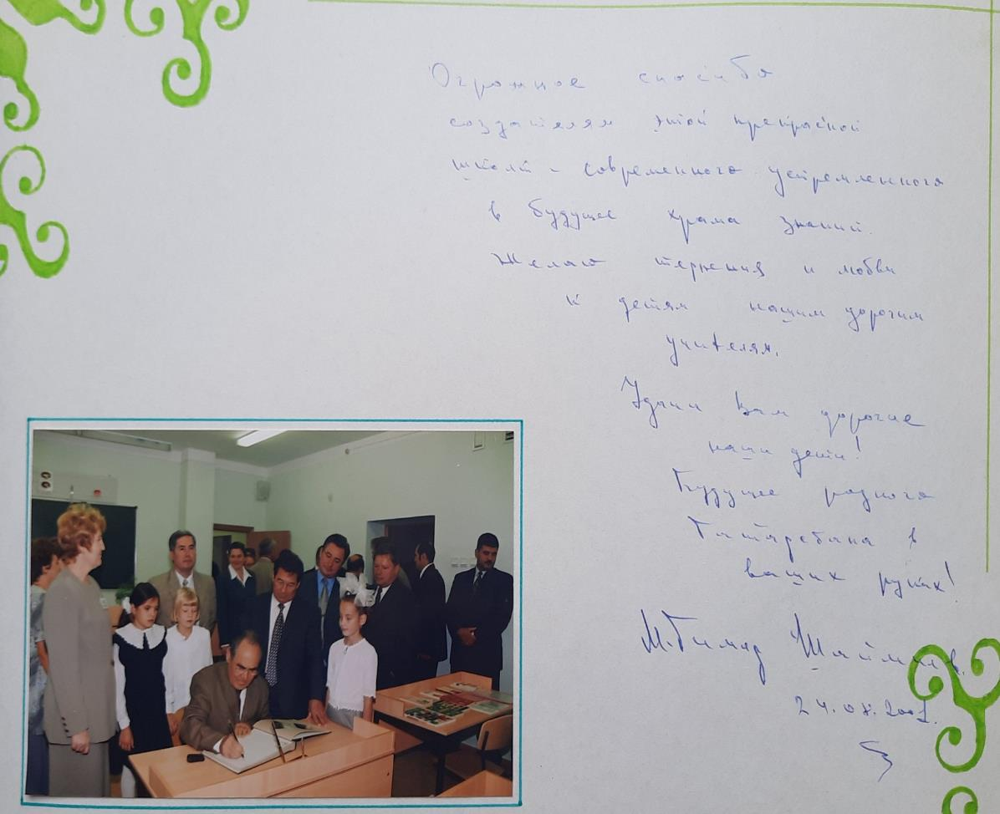 Огромное спасибо
создателям этой прекрасной
школы - современного устремленного
в будущее храма знаний.
Желаю терпения и любви
к детям нашим дорогим
учителям.
Удачи Вам дорогие
наши дети!
Будущее родного
Татарстана в
ваших руках!
Шаймиев.
24.08.2001.